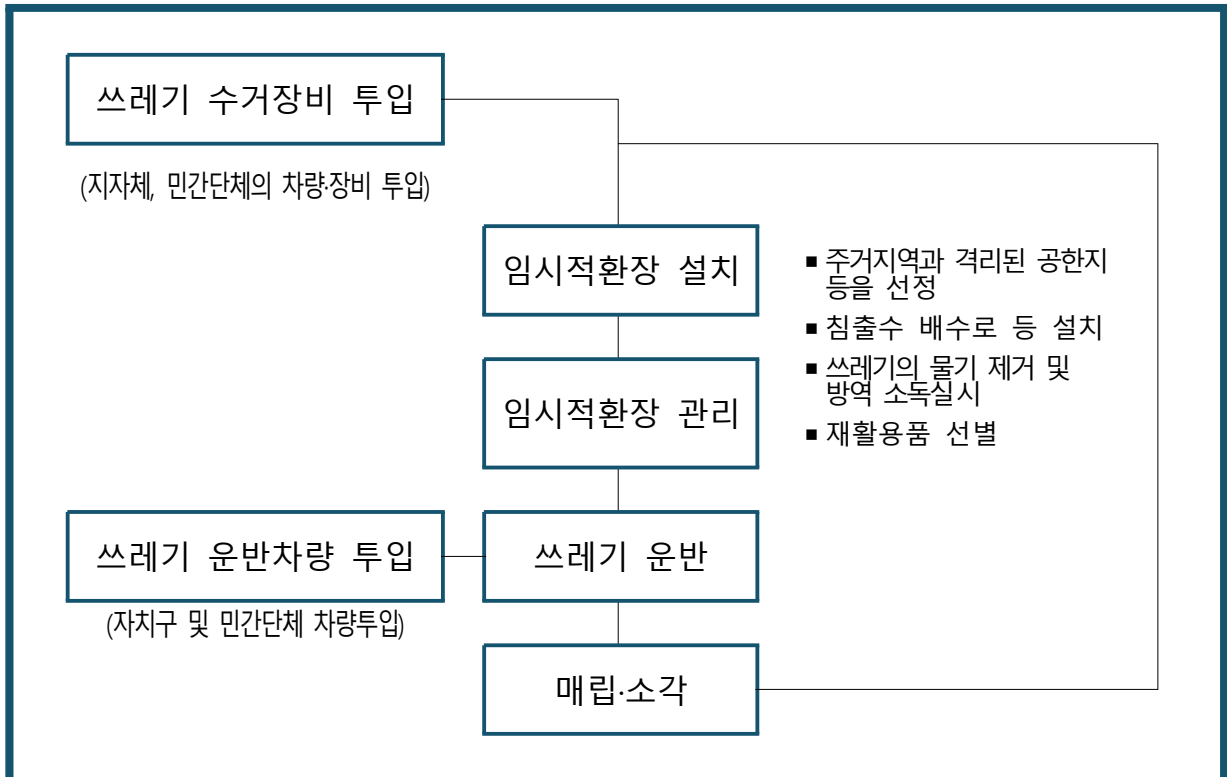 쓰레기 수거장비 투입
(지자체, 민간단체의 차량·장비 투입)
임시적환장 설치
■ 주거지역과 격리된 공한지
등을 선정
■ 침출수 배수로 등 설치
■ 쓰레기의 물기 제거 및
방역 소독실시
■ 재활용품 선별
임시적환장 관리
쓰레기 운반차량 투입
(자치구 및 민간단체 차량투입)
쓰레기 운반
매립·소각